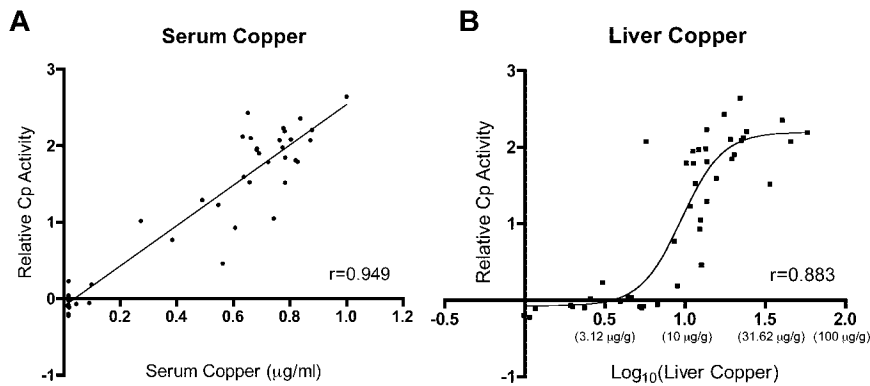 A
Serum Copper
3
2
1
0
-1
Relative Cp Activity
0.2 0.4 0.6 0.8 1.0 1.2
r=0.949
Serum Copper (µg/ml)
B
Liver Copper
3
2
1
0
-1
Relative Cp Activity
-0.5 0.5 1.0 1.5 2.0
(3.12 µg/g) (10 µg/g) (31.62 µg/g) (100 µg/g)
r=0.883
Log10(Liver Copper)